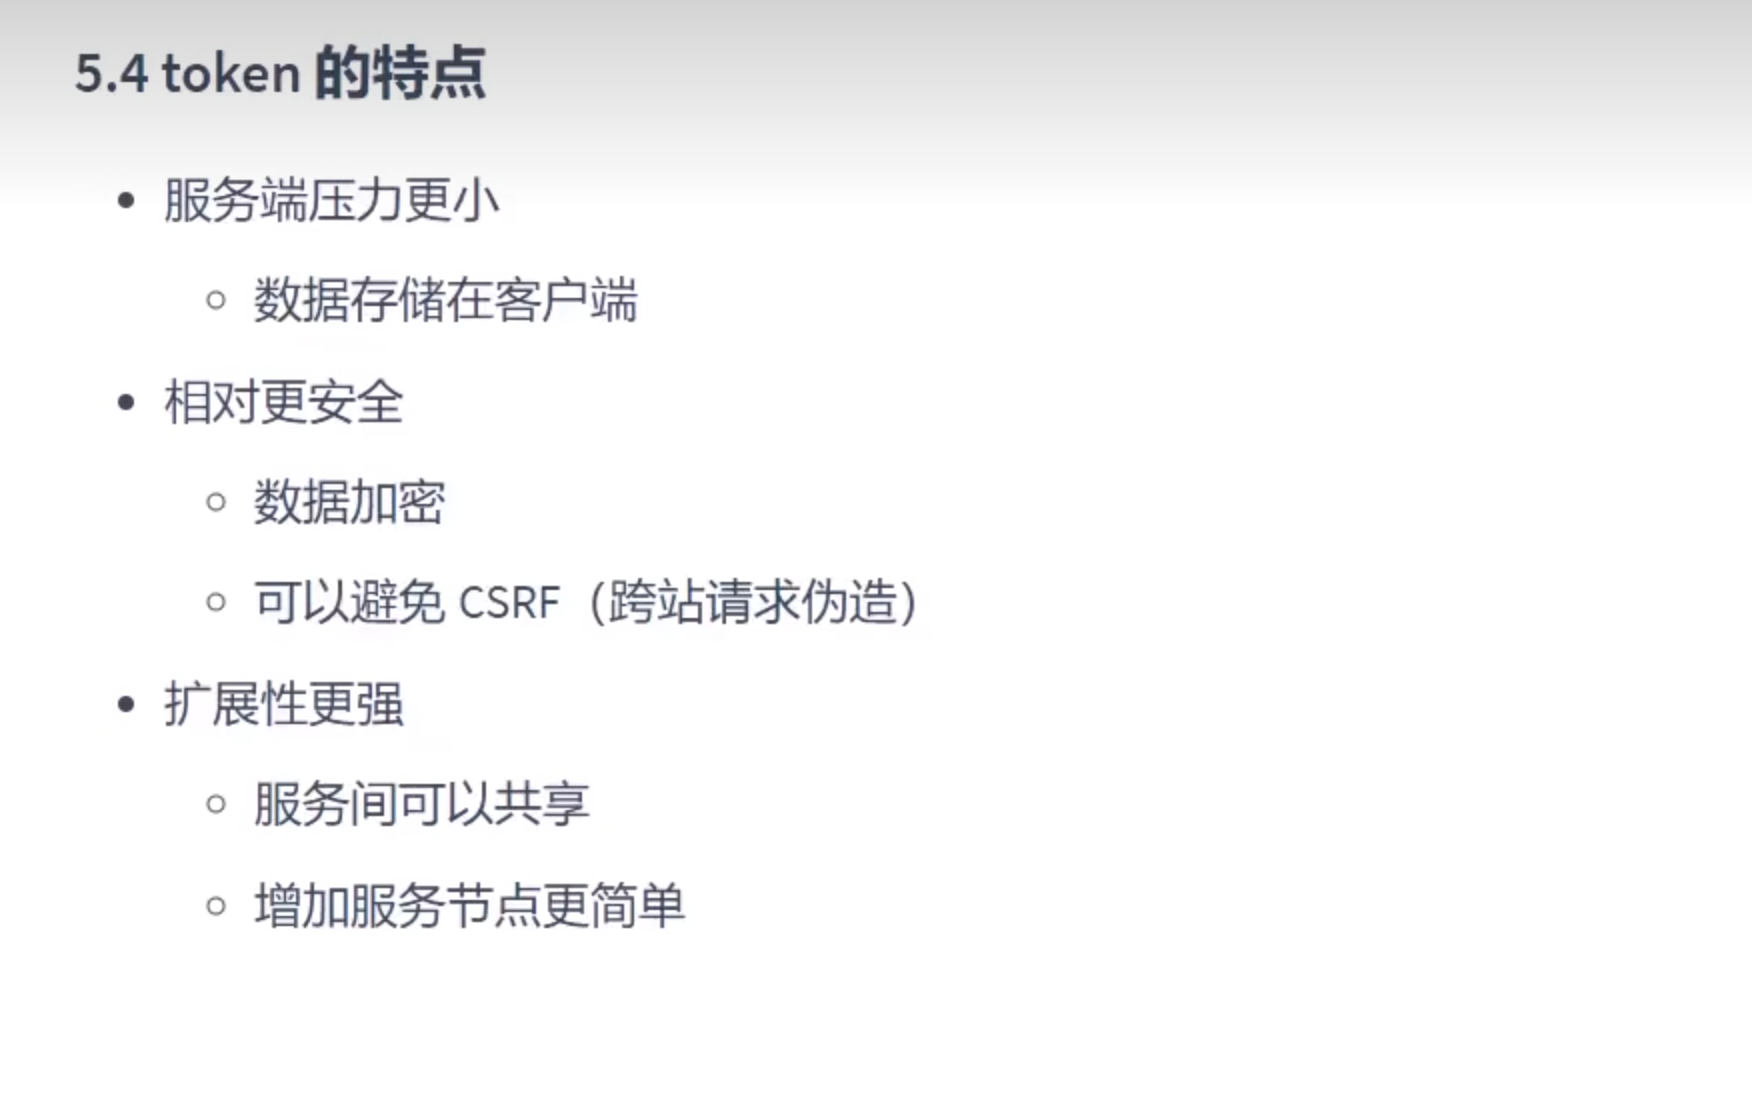 5.4 token 的特点
服务端压力更小
数据存储在客户端
相对更安全
数据加密
可以避免 CSRF（跨站请求伪造）
扩展性更强
服务间可以共享
增加服务节点更简单